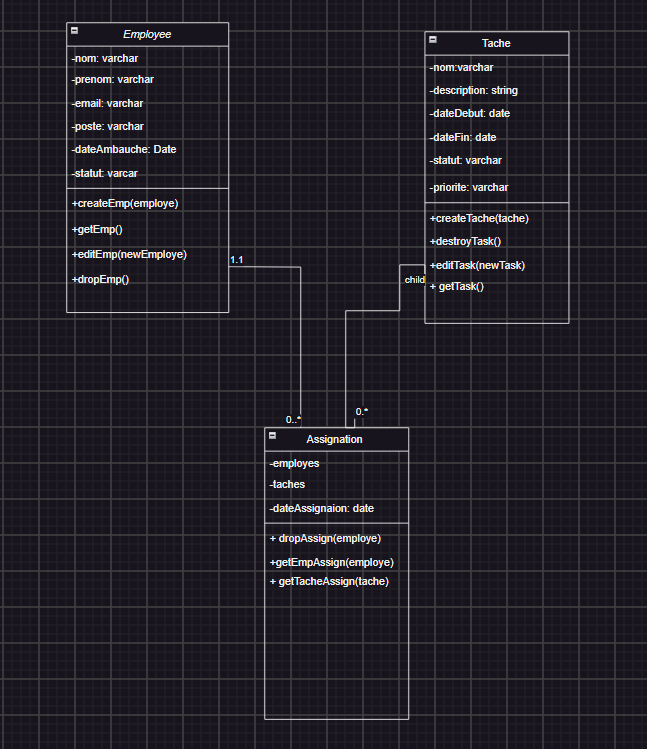 Employee
-nom: varchar
-prenom: varchar
-email: varchar
-poste: varchar
-dateAmbauche: Date
-statut: varcar
+createEmp(employe)
+getEmp()
+editEmp(newEmploye)
+dropEmp()
1.1
0..*
Tache
-nom:varchar
-description: string
-dateDebut: date
-dateFin: date
-statut: varchar
-priorite: varchar
+createTache(tache)
+destroyTask()
+editTask(newTask)
+ getTask()
child
0.*
Assignation
-employes
-taches
-dateAssignaion: date
+ dropAssign(employe)
+getEmpAssign(employe)
+ getTacheAssign(tache)